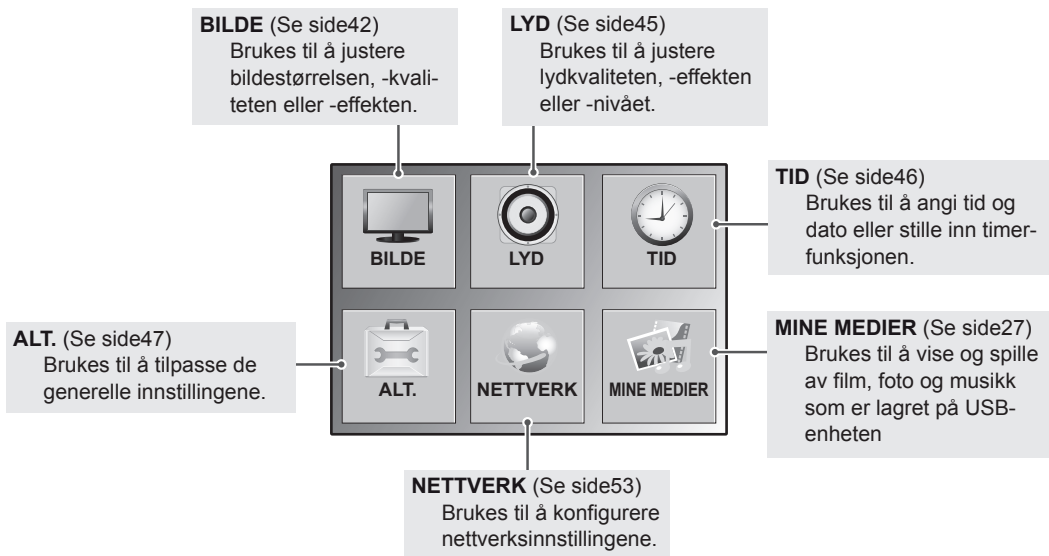 BILDE (Se side42)
Brukes til å justere
bildestørrelsen, -kvali-
teten eller -effekten.
LYD (Se side45)
Brukes til å justere
lydkvaliteten, -effekten
eller -nivået.
TID (Se side46)
Brukes til å angi tid og
dato eller stille inn timer-
funksjonen.
BILDE
LYD
TID
ALT. (Se side47)
Brukes til å tilpasse de
generelle innstillingene.
ALT.
NETTVERK
MINE MEDIER
MINE MEDIER (Se side27)
Brukes til å vise og spille
av film, foto og musikk
som er lagret på USB-
enheten
NETTVERK (Se side53)
Brukes til å konfigurere
nettverksinnstillingene.